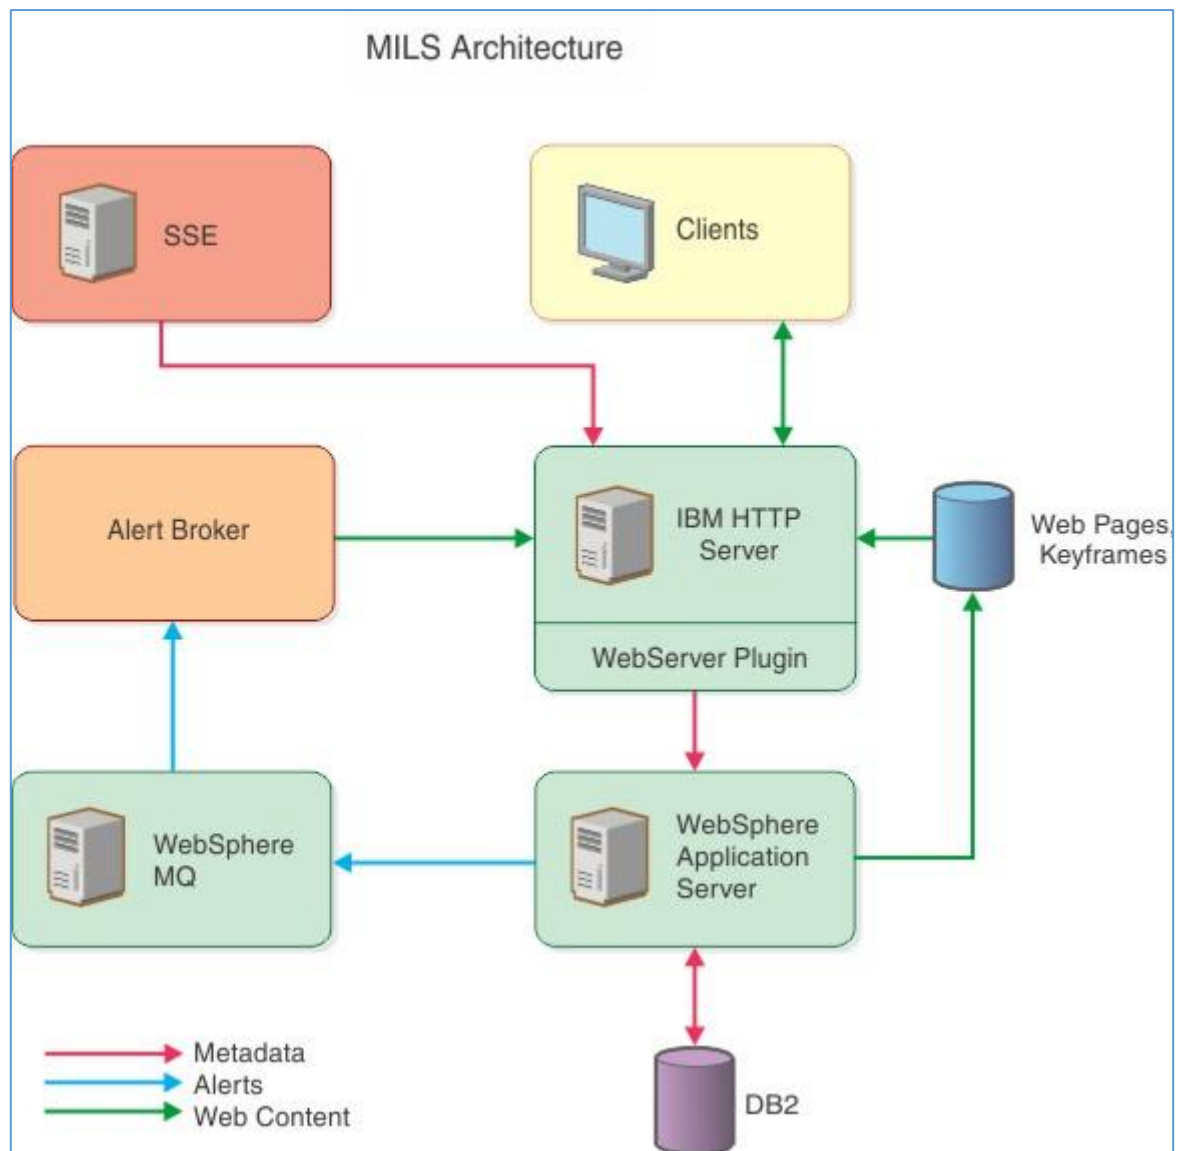 MILS Architecture
SSE
Clients
Alert Broker
IBM HTTP
Server
Web Pages,
Keyframes
WebServer Plugin
WebSphere
MQ
WebSphere
Application
Server
Metadata
Alerts
Web Content
DB2